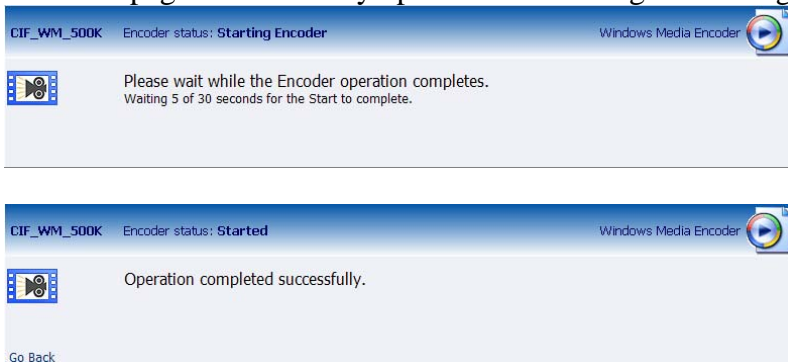 CIF_WM_500K Encoder status: Starting Encoder Windows Media Encoder
Please wait while the Encoder operation completes.
Waiting 5 of 30 seconds for the Start to complete.
CIF_WM_500K Encoder status: Started Windows Media Encoder
Operation completed successfully.
Go Back